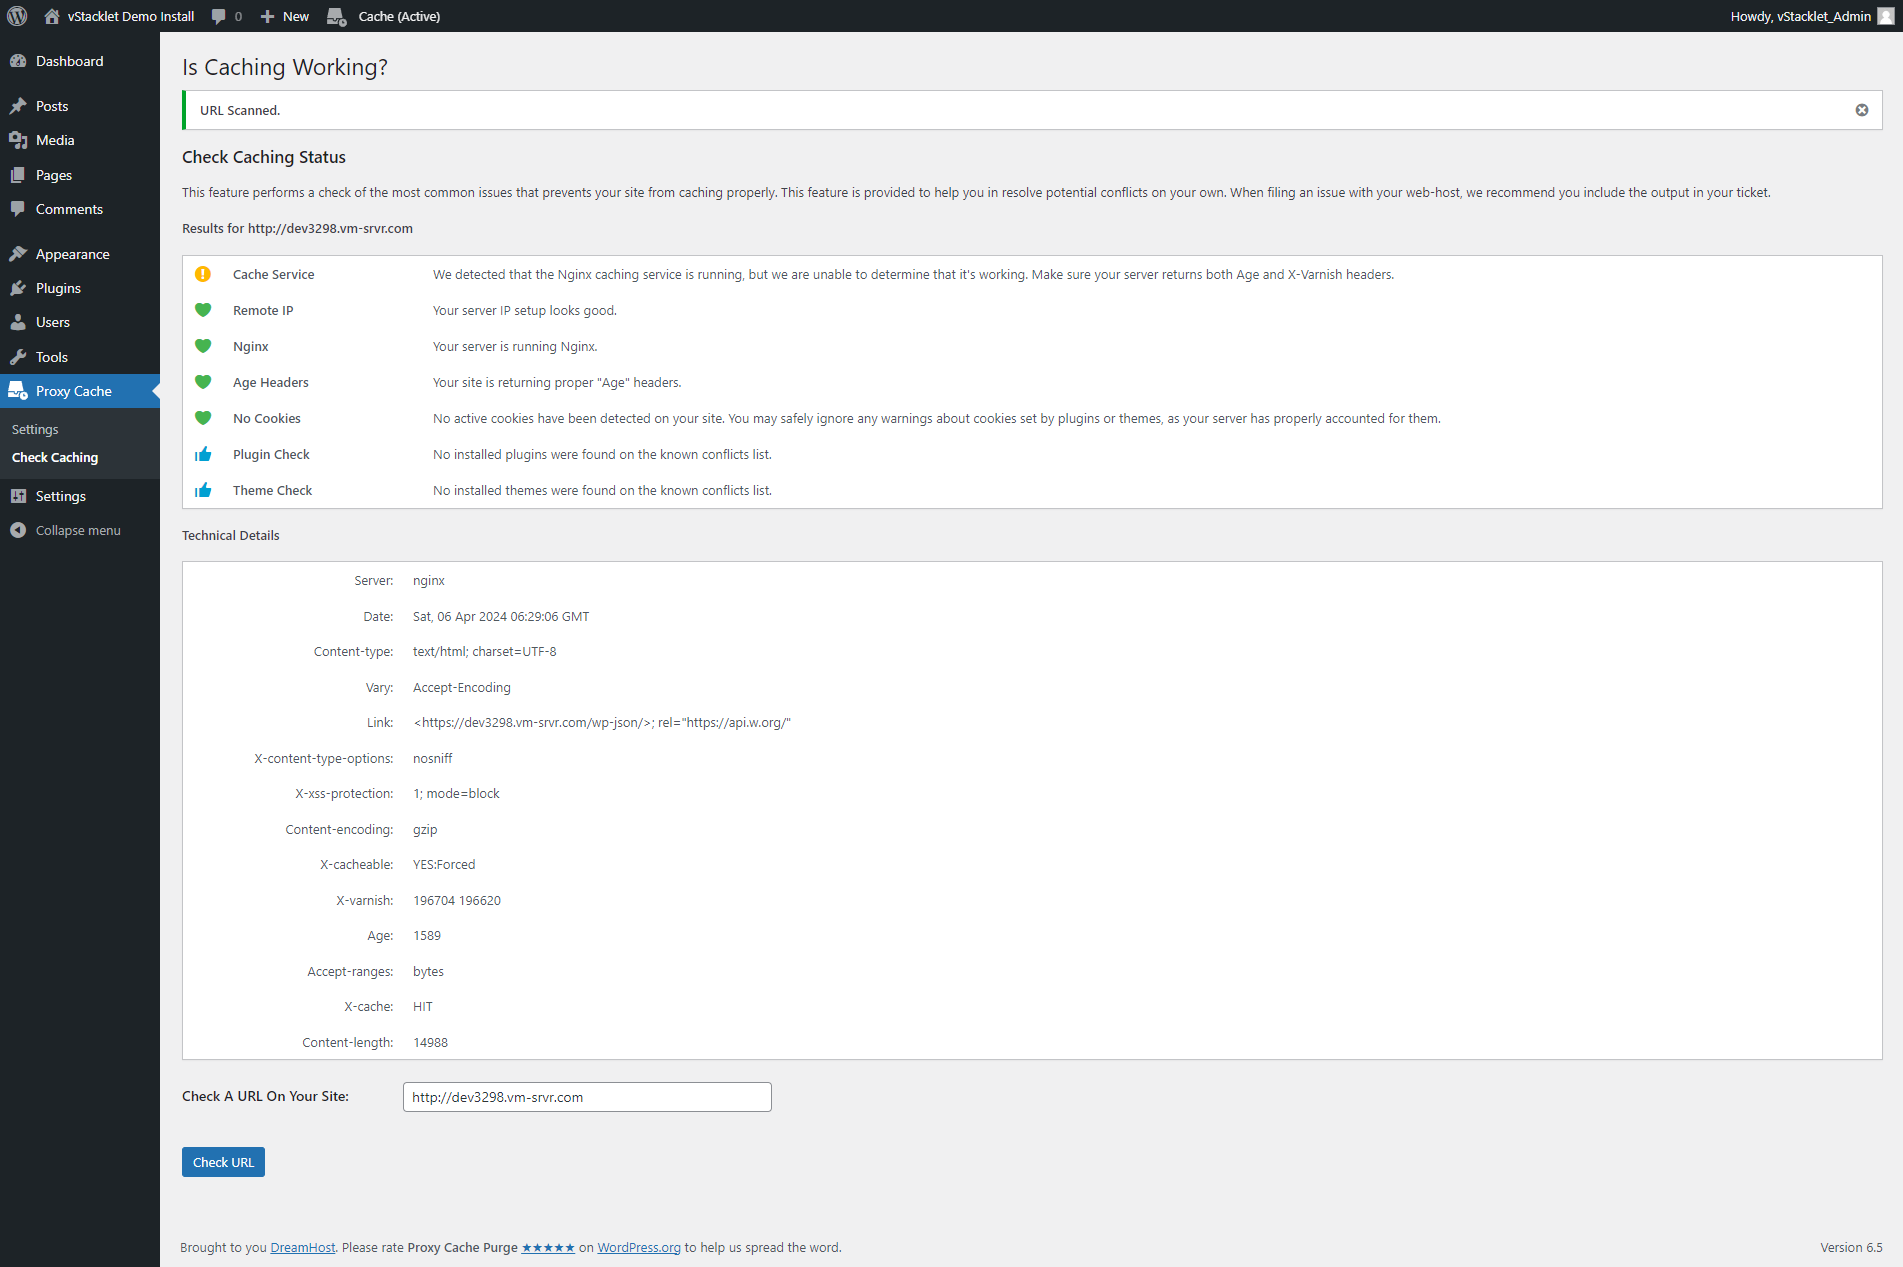 vStacklet Demo Install 0 New Cache (Active) Howdy, vStacklet_Admin
Dashboard
Posts
Media
Pages
Comments
Appearance
Plugins
Users
Tools
Proxy Cache
Settings
Check Caching
Settings
Collapse menu
Is Caching Working?
URL Scanned.
Check Caching Status
This feature performs a check of the most common issues that prevents your site from caching properly. This feature is provided to help you in resolve potential conflicts on your own. When filing an issue with your web-host, we recommend you include the output in your ticket.
Results for http://dev3298.vm-srvr.com
Cache Service We detected that the Nginx caching service is running, but we are unable to determine that it's working. Make sure your server returns both Age and X-Varnish headers.
Remote IP Your server IP setup looks good.
Nginx Your server is running Nginx.
Age Headers Your site is returning proper "Age" headers.
No Cookies No active cookies have been detected on your site. You may safely ignore any warnings about cookies set by plugins or themes, as your server has properly accounted for them.
Plugin Check No installed plugins were found on the known conflicts list.
Theme Check No installed themes were found on the known conflicts list.
Technical Details
Server: nginx
Date: Sat, 06 Apr 2024 06:29:06 GMT
Content-type: text/html; charset=UTF-8
Vary: Accept-Encoding
Link: <https://dev3298.vm-srvr.com/wp-json/>; rel="https://api.w.org/"
X-content-type-options: nosniff
X-xss-protection: 1; mode=block
Content-encoding: gzip
X-cacheable: YES:Forced
X-varnish: 196704 196620
Age: 1589
Accept-ranges: bytes
X-cache: HIT
Content-length: 14988
Check A URL On Your Site: http://dev3298.vm-srvr.com
Check URL
Brought to you DreamHost. Please rate Proxy Cache Purge ★★★★★ on WordPress.org to help us spread the word. Version 6.5